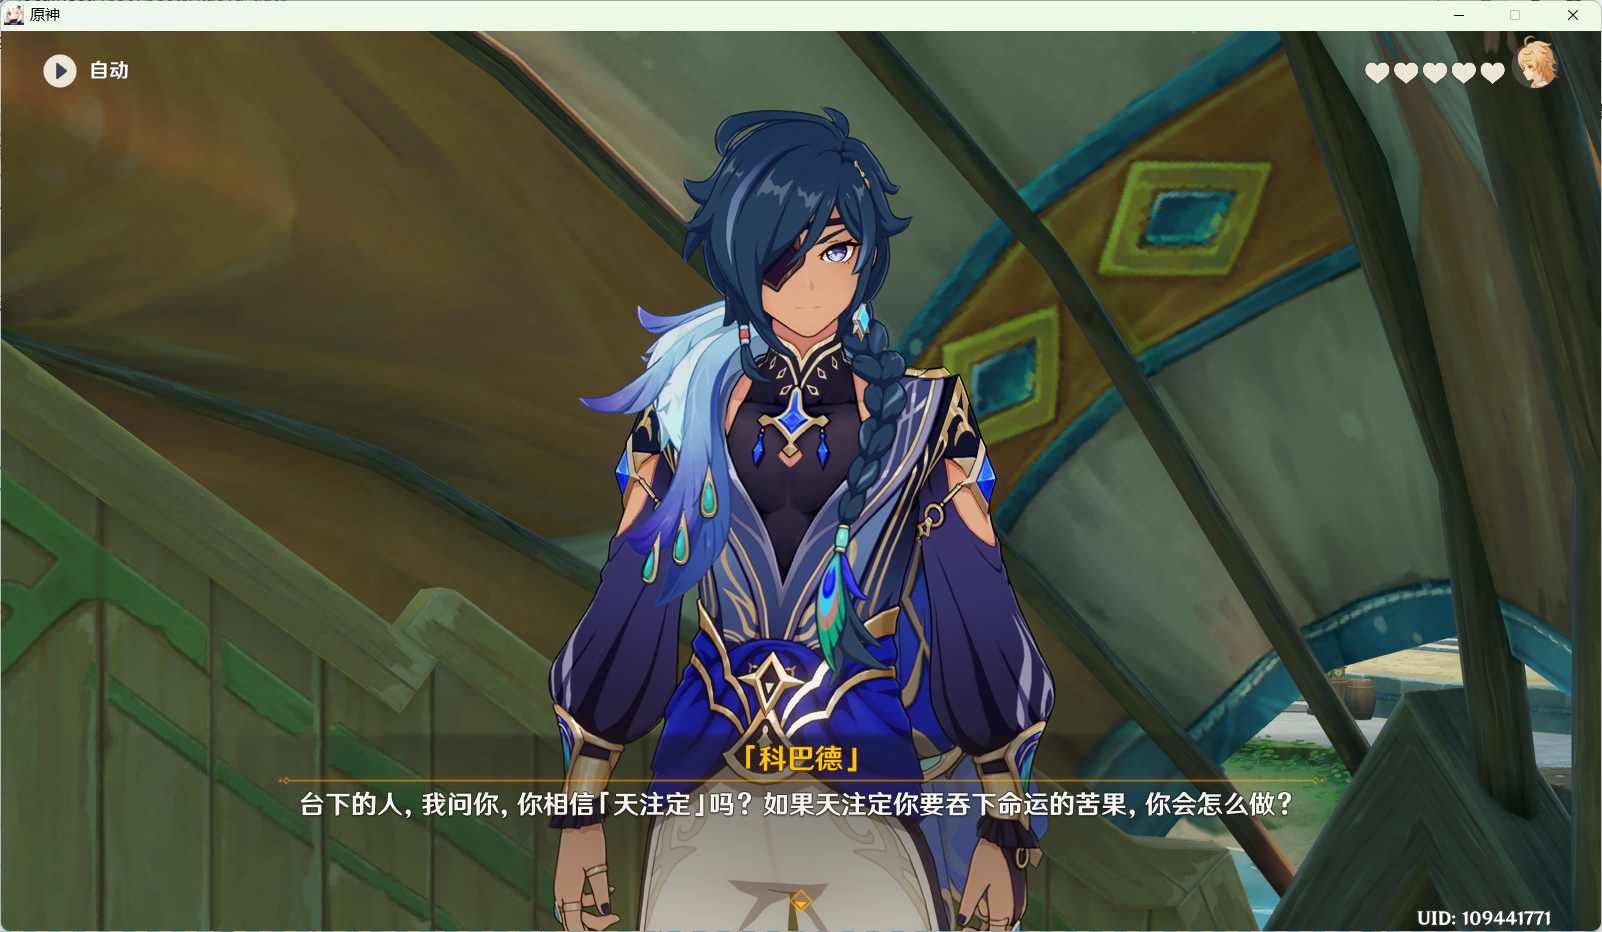 原神
自动
「科巴德」
台下的人，我问你，你相信「天注定」吗？如果天注定你要吞下命运的苦果，你会怎么做？
UID: 109441771